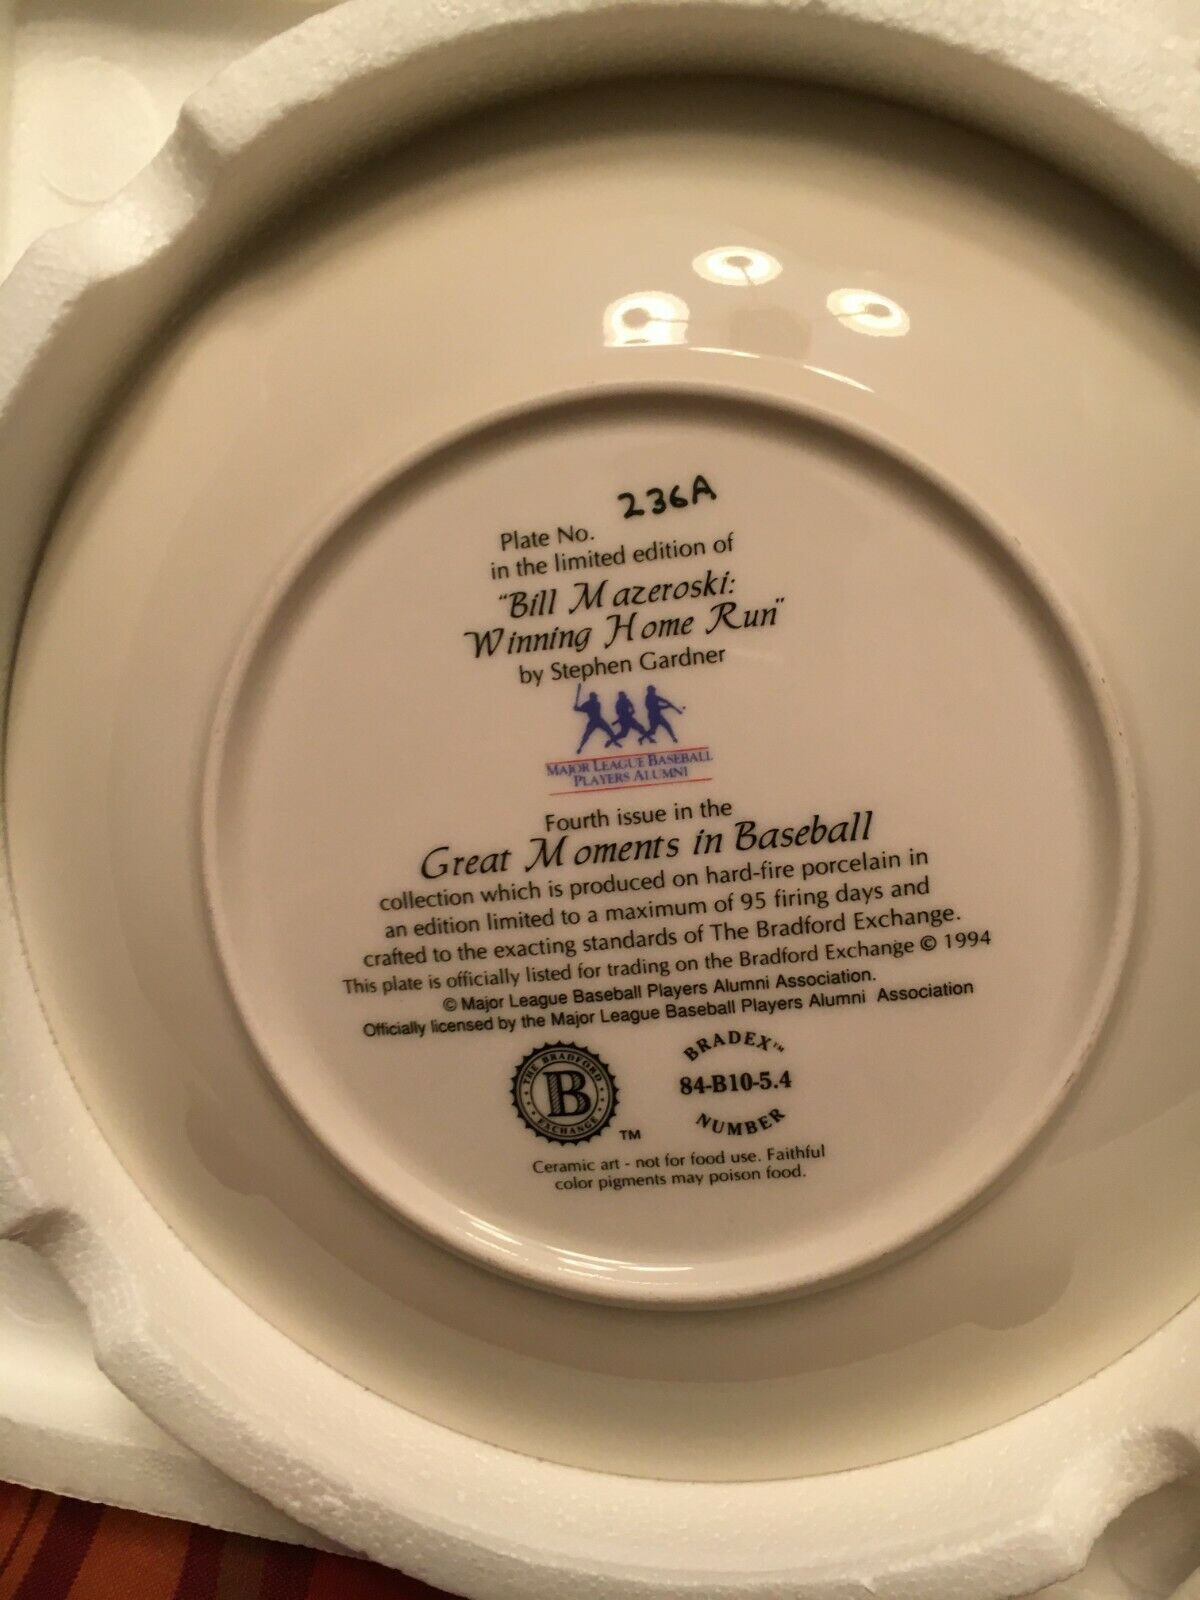 236A
Plate No.
in the limited edition of
"Bill Mazeroski:
Winning Home Run"
by Stephen Gardner
MAJOR LEAGUE BASEBALL
PLAYERS ALUMNI
Fourth issue in the
Great Moments in Baseball
collection which is produced on hard-fire porcelain in
an edition limited to a maximum of 95 firing days and
crafted to the exacting standards of The Bradford Exchange.
This plate is officially listed for trading on the Bradford Exchange © 1994
© Major League Baseball Players Alumni Association.
Officially licensed by the Major League Baseball Players Alumni Association
THE BRADFORD
B
EXCHANGE
TM
BRADEX™
84-B10-5.4
NUMBER
Ceramic art - not for food use. Faithful
color pigments may poison food.